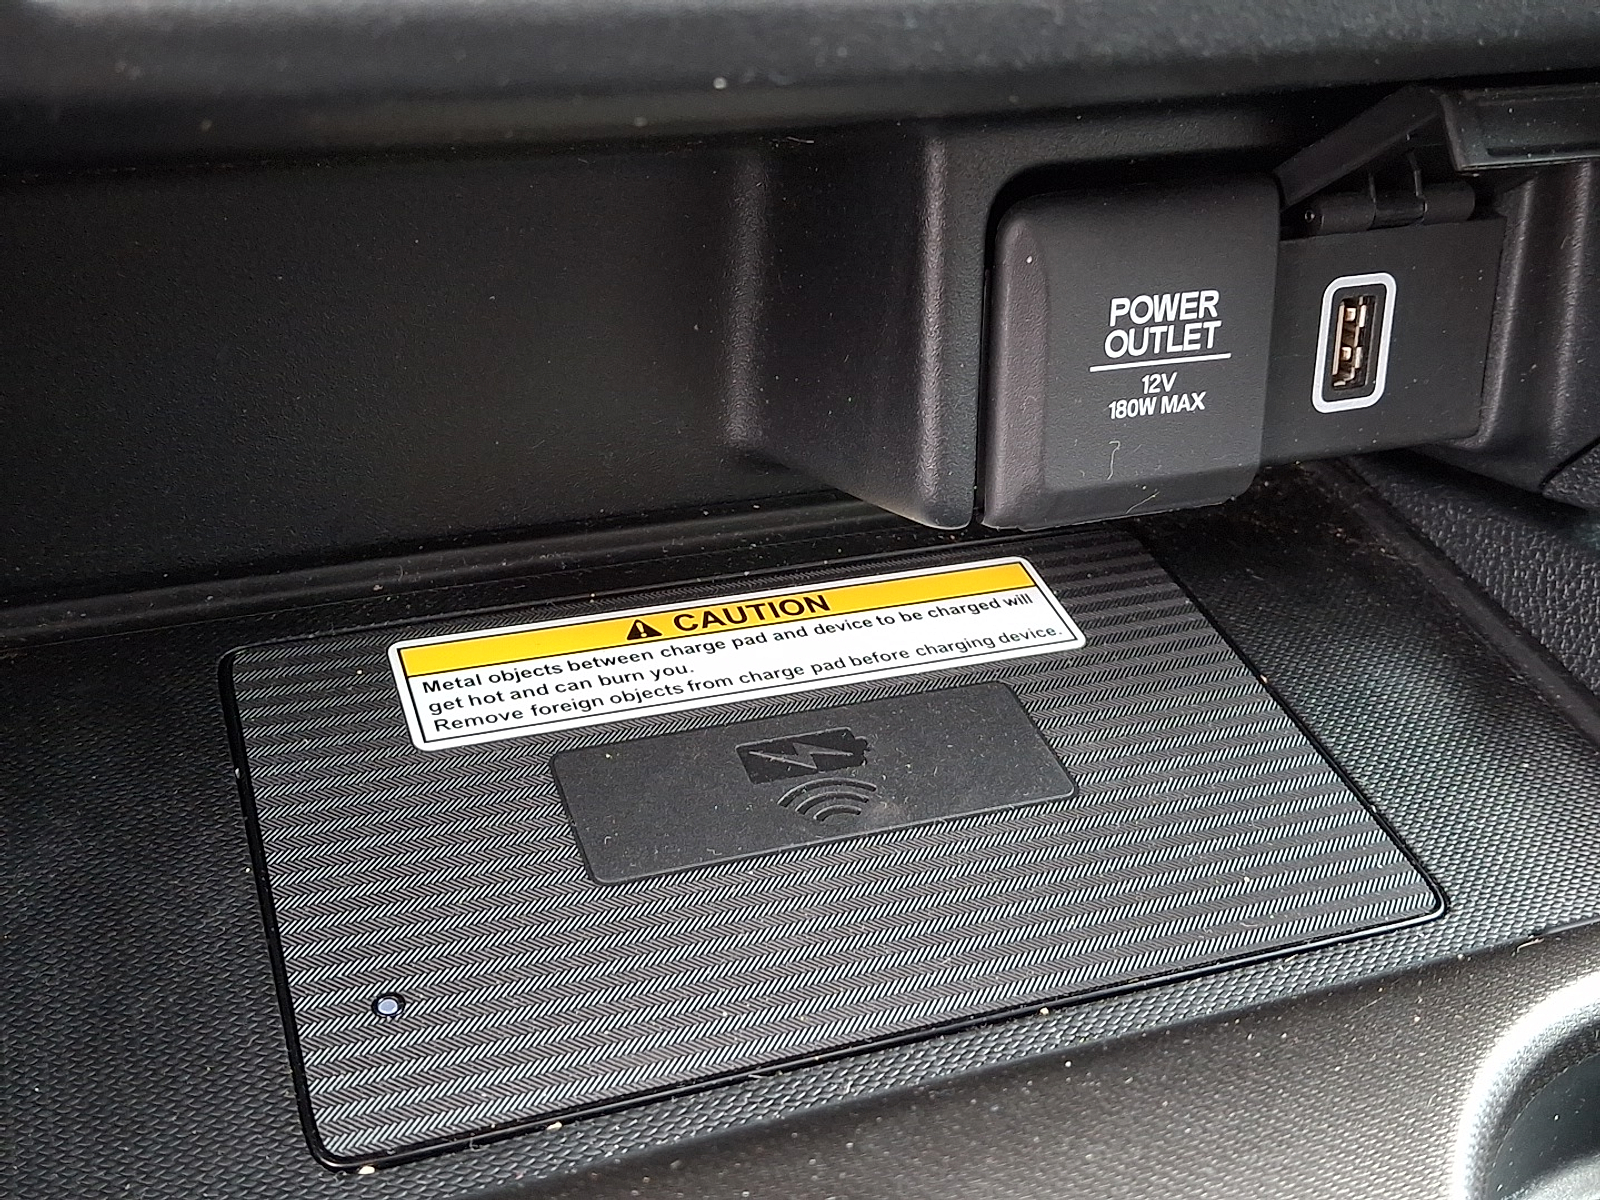 POWER
OUTLET
12V
180W MAX
CAUTION
Metal objects between charge pad and device to be charged will
get hot and can burn you.
Remove foreign objects from charge pad before charging device.